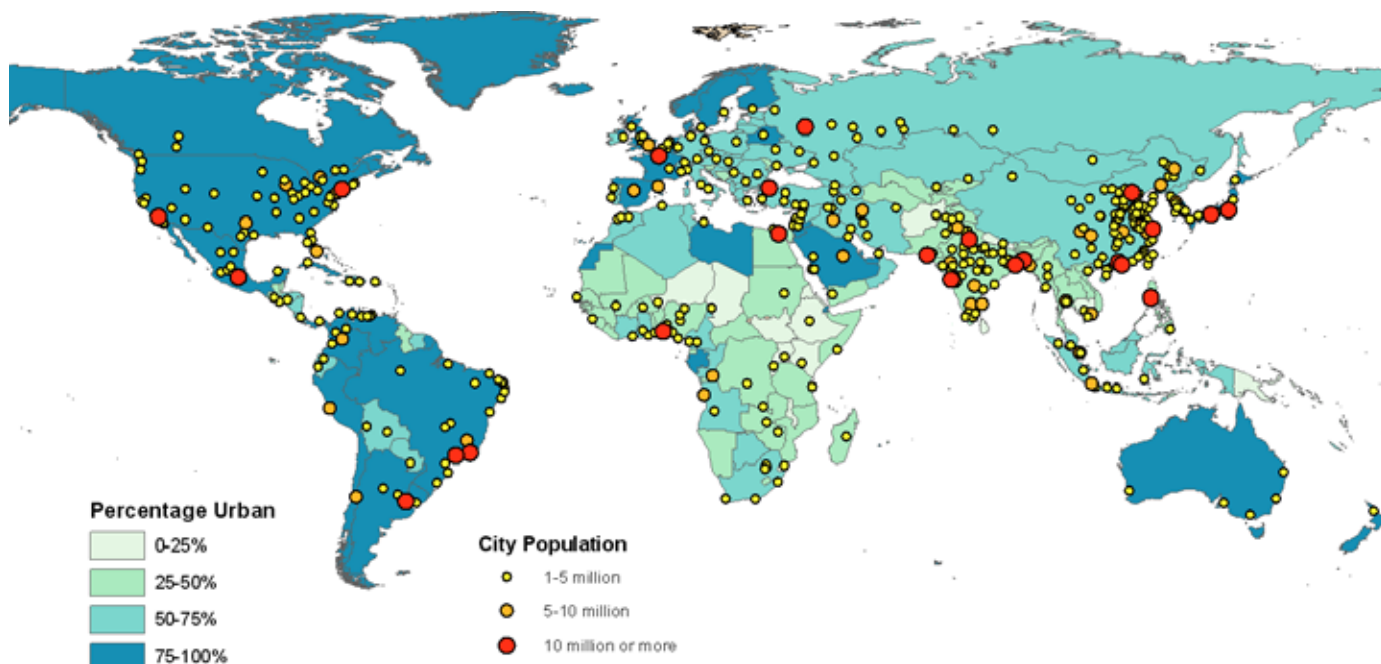 Percentage Urban
0-25%
25-50%
50-75%
75-100%
City Population
1-5 million
5-10 million
10 million or more